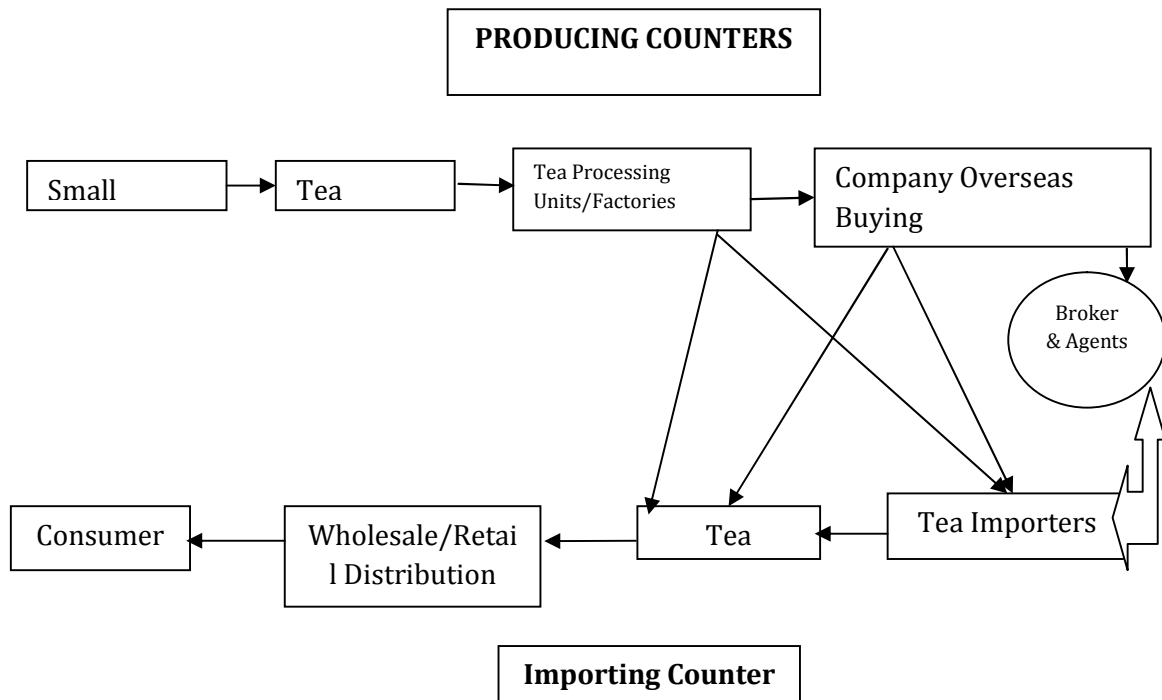 PRODUCING COUNTERS
Small
Tea
Tea Processing
Units/Factories
Company Overseas
Buying
Broker
& Agents
Consumer
Wholesale/Retai
l Distribution
Tea
Tea Importers
Importing Counter